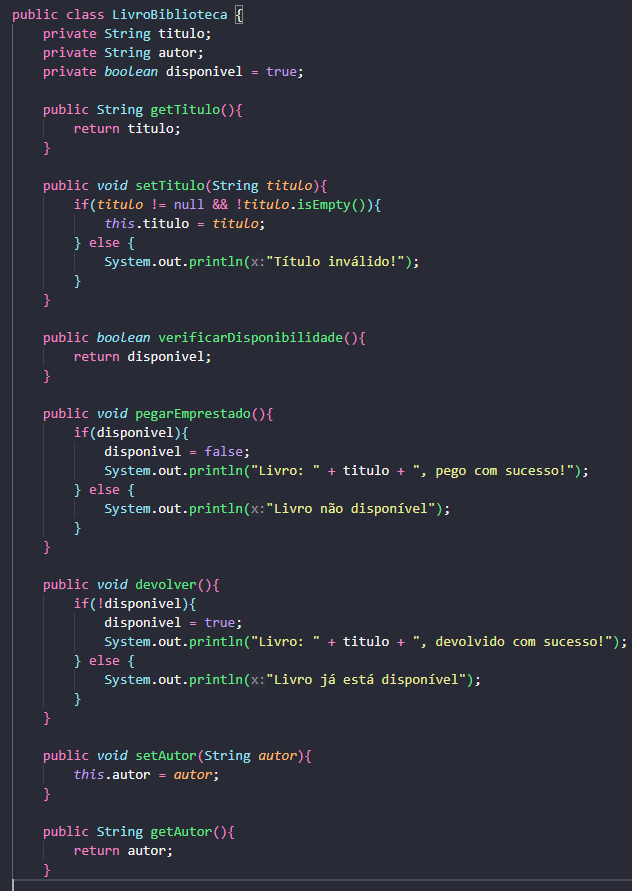 public class LivroBiblioteca {
    private String titulo;
    private String autor;
    private boolean disponivel = true;

    public String getTitulo(){
        return titulo;
    }

    public void setTitulo(String titulo){
        if(titulo != null && !titulo.isEmpty()){
            this.titulo = titulo;
        } else {
            System.out.println(x:"Título inválido!");
        }
    }

    public boolean verificarDisponibilidade(){
        return disponivel;
    }

    public void pegarEmprestado(){
        if(disponivel){
            disponivel = false;
            System.out.println("Livro: " + titulo + ", pego com sucesso!");
        } else {
            System.out.println(x:"Livro não disponível");
        }
    }

    public void devolver(){
        if(!disponivel){
            disponivel = true;
            System.out.println("Livro: " + titulo + ", devolvido com sucesso!");
        } else {
            System.out.println(x:"Livro já está disponível");
        }
    }

    public void setAutor(String autor){
        this.autor = autor;
    }

    public String getAutor(){
        return autor;
    }